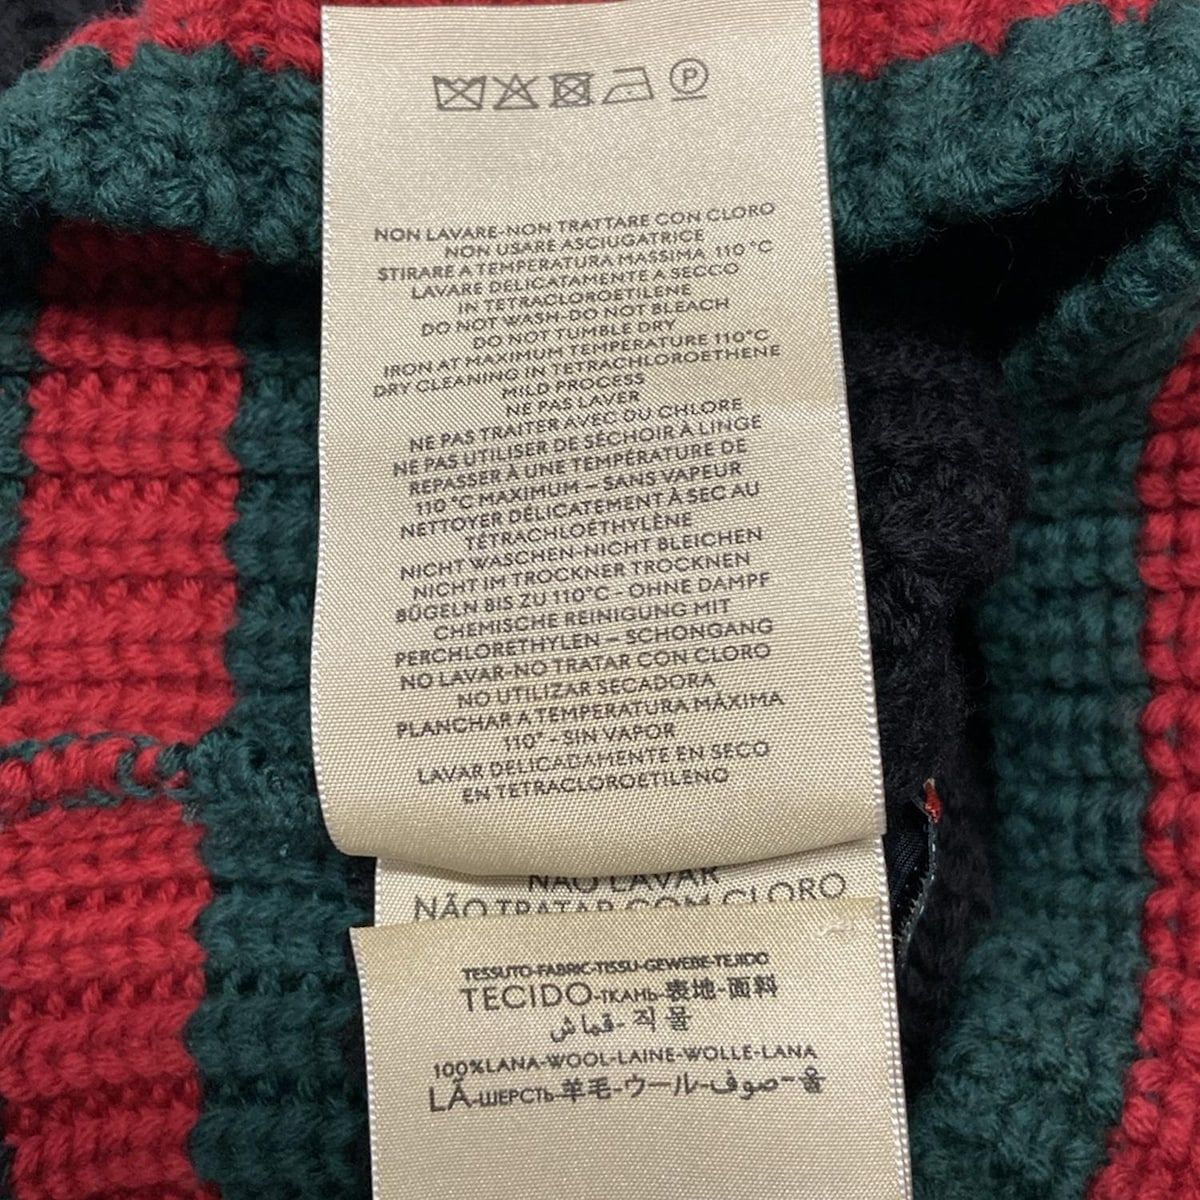 P
NON LAVARE-NON TRATTARE CON CLORO
NON USARE ASCIUGATRICE
STIRARE A TEMPERATURA MASSIMA 110 °C
LAVARE DELICATAMENTE A SECCO
IN TETRACLOROETILENE
DO NOT WASH-DO NOT BLEACH
DO NOT TUMBLE DRY
IRON AT MAXIMUM TEMPERATURE 110°C
DRY CLEANING IN TETRACHLOROETHENE
MILD PROCESS
NE PAS LAVER
NE PAS TRAITER AVEC DU CHLORE
NE PAS UTILISER DE SÉCHOIR À LINGE
REPASSER À UNE TEMPÉRATURE DE
110 °C MAXIMUM – SANS VAPEUR
NETTOYER DÉLICATEMENT À SEC AU
TÉTRACHLOÉTHYLÈNE
NICHT WASCHEN-NICHT BLEICHEN
NICHT IM TROCKNER TROCKNEN
BÜGELN BIS ZU 110°C - OHNE DAMPF
CHEMISCHE REINIGUNG MIT
PERCHLORETHYLEN – SCHONGANG
NO LAVAR-NO TRATAR CON CLORO
NO UTILIZAR SECADORA
PLANCHAR A TEMPERATURA MÁXIMA
110° - SIN VAPOR
LAVAR DELICADAMENTE EN SECO
EN TETRACLOROETILENO
NÃO LAVAR
NÃO TRATAR COM CLORO
TESSUTO-FABRIC-TISSU-GEWEBE-TEJIDO
TECIDO-ТКАНЬ-表地-面料
قماش-직물
100%LANA-WOOL-LAINE-WOLLE-LANA
LÃ-ШЕРСТЬ-羊毛-ウール-صوف-울